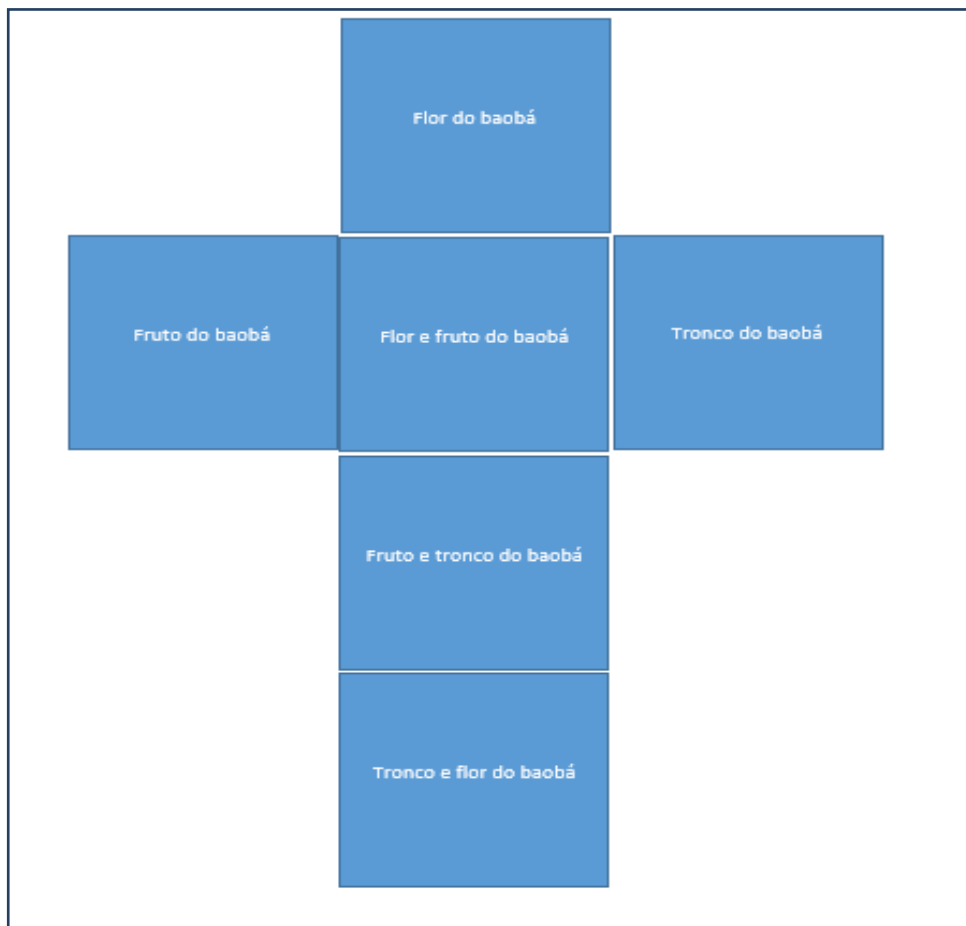 Flor do baobá
Fruto do baobá
Flor e fruto do baobá
Tronco do baobá
Fruto e tronco do baobá
Tronco e flor do baobá